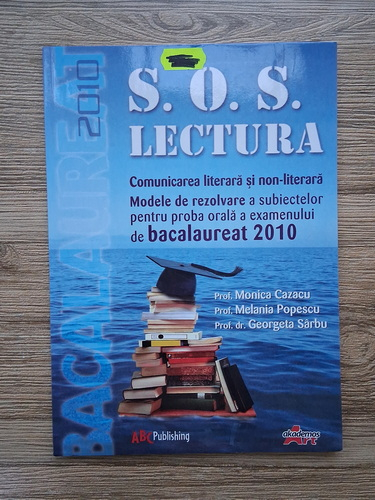 BACALAUREAT
2010
S. O. S.
LECTURA
Comunicarea literară și non-literară
Modele de rezolvare a subiectelor
pentru proba orală a examenului
de bacalaureat 2010
Prof. Monica Cazacu
Prof. Melania Popescu
Prof. dr. Georgeta Sârbu
ABC Publishing
akademos
Art